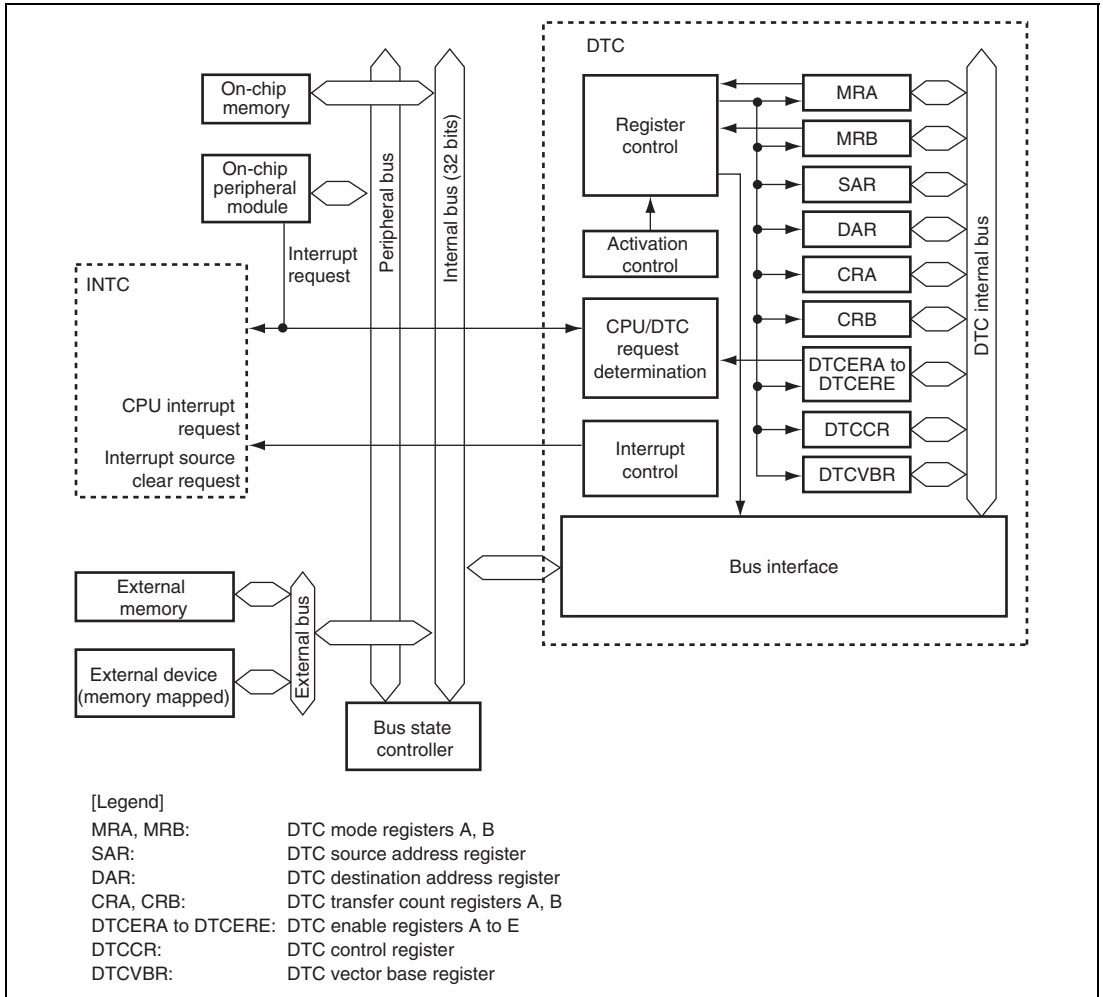 DTC
On-chip
memory
On-chip
peripheral
module
Peripheral bus
Internal bus (32 bits)
Interrupt
request
INTC
CPU interrupt
request
Interrupt source
clear request
Register
control
Activation
control
CPU/DTC
request
determination
Interrupt
control
MRA
MRB
SAR
DAR
CRA
CRB
DTCERA to
DTCERE
DTCCR
DTCVBR
DTC internal bus
Bus interface
External
memory
External device
(memory mapped)
External bus
Bus state
controller
[Legend]
MRA, MRB: DTC mode registers A, B
SAR: DTC source address register
DAR: DTC destination address register
CRA, CRB: DTC transfer count registers A, B
DTCERA to DTCERE: DTC enable registers A to E
DTCCR: DTC control register
DTCVBR: DTC vector base register